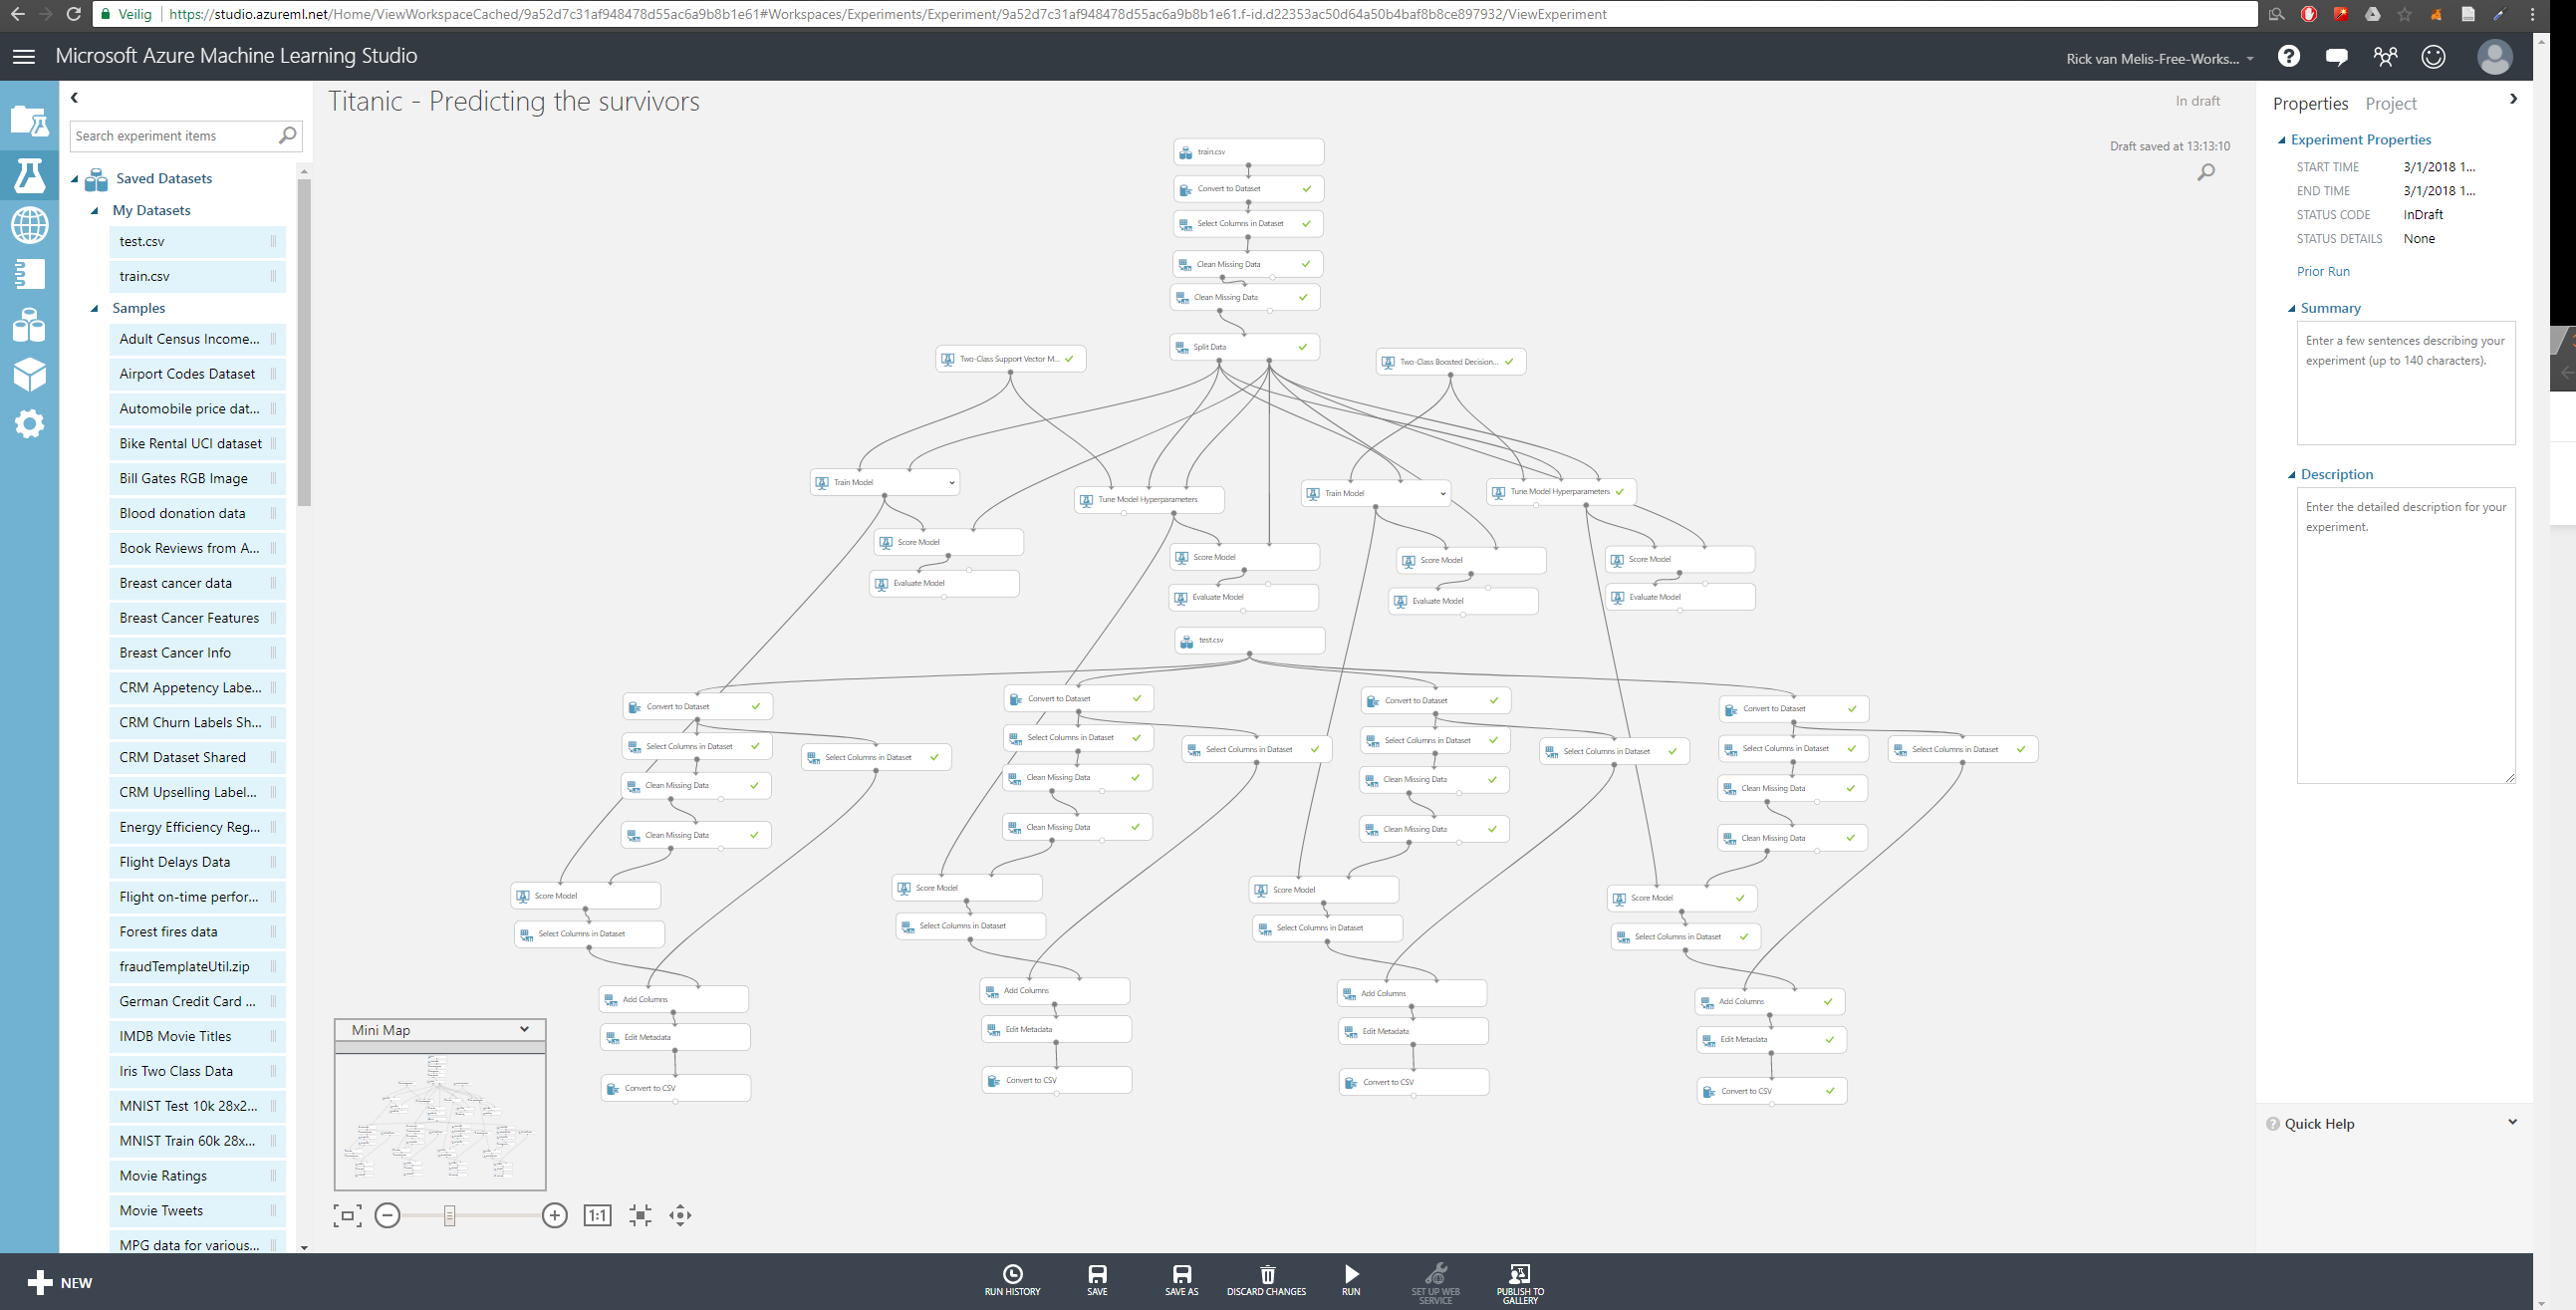 Veilig
https://studio.azureml.net/Home/ViewWorkspaceCached/9a52d7c31af948478d55ac6a9b8b1e61#Workspaces/Experiments/Experiment/9a52d7c31af948478d55ac6a9b8b1e61.f-id.d22353ac50d64a50b4baf8b8ce897932/ViewExperiment
Microsoft Azure Machine Learning Studio
Rick van Melis-Free-Works...
Search experiment items
Saved Datasets
My Datasets
test.csv
train.csv
Samples
Adult Census Income...
Airport Codes Dataset
Automobile price dat...
Bike Rental UCI dataset
Bill Gates RGB Image
Blood donation data
Book Reviews from A...
Breast cancer data
Breast Cancer Features
Breast Cancer Info
CRM Appetency Labe...
CRM Churn Labels Sh...
CRM Dataset Shared
CRM Upselling Label...
Energy Efficiency Reg...
Flight Delays Data
Flight on-time perfor...
Forest fires data
fraudTemplateUtil.zip
German Credit Card ...
IMDB Movie Titles
Iris Two Class Data
MNIST Test 10k 28x2...
MNIST Train 60k 28x...
Movie Ratings
Movie Tweets
MPG data for various...
Titanic - Predicting the survivors
In draft
Draft saved at 13:13:10
train.csv
Convert to Dataset
Select Columns in Dataset
Clean Missing Data
Clean Missing Data
Split Data
Two-Class Support Vector M...
Two-Class Boosted Decision...
Train Model
Tune Model Hyperparameters
Train Model
Tune Model Hyperparameters
Score Model
Score Model
Score Model
Score Model
Evaluate Model
Evaluate Model
Evaluate Model
Evaluate Model
test.csv
Convert to Dataset
Convert to Dataset
Convert to Dataset
Convert to Dataset
Select Columns in Dataset
Select Columns in Dataset
Select Columns in Dataset
Select Columns in Dataset
Select Columns in Dataset
Select Columns in Dataset
Select Columns in Dataset
Select Columns in Dataset
Clean Missing Data
Clean Missing Data
Clean Missing Data
Clean Missing Data
Clean Missing Data
Clean Missing Data
Clean Missing Data
Clean Missing Data
Score Model
Score Model
Score Model
Score Model
Select Columns in Dataset
Select Columns in Dataset
Select Columns in Dataset
Select Columns in Dataset
Add Columns
Add Columns
Add Columns
Add Columns
Edit Metadata
Edit Metadata
Edit Metadata
Edit Metadata
Convert to CSV
Convert to CSV
Convert to CSV
Convert to CSV
Mini Map
1:1
Properties Project
Experiment Properties
START TIME 3/1/2018 1...
END TIME 3/1/2018 1...
STATUS CODE InDraft
STATUS DETAILS None
Prior Run
Summary
Enter a few sentences describing your
experiment (up to 140 characters).
Description
Enter the detailed description for your
experiment.
Quick Help
NEW
RUN HISTORY
SAVE
SAVE AS
DISCARD CHANGES
RUN
SET UP WEB
SERVICE
PUBLISH TO
GALLERY